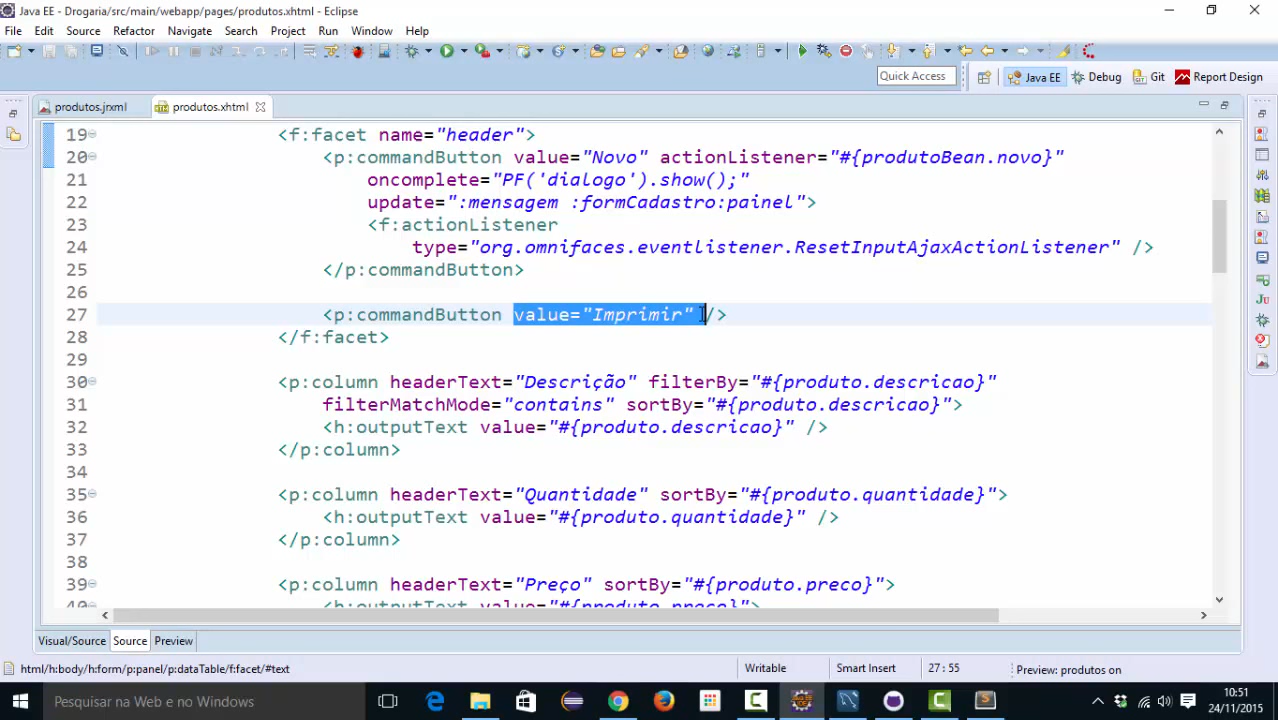 Java EE - Drogaria/src/main/webapp/pages/produtos.xhtml - Eclipse
File Edit Source Refactor Navigate Search Project Run Window Help
Quick Access Java EE Debug Git Report Design
produtos.jrxml produtos.xhtml
19 <f:facet name="header">
20 <p:commandButton value="Novo" actionListener="#{produtoBean.novo}"
21 oncomplete="PF('dialogo').show();"
22 update=":mensagem :formCadastro:painel">
23 <f:actionListener
24 type="org.omnifaces.eventlistener.ResetInputAjaxActionListener" />
25 </p:commandButton>
26
27 <p:commandButton value="Imprimir" />
28 </f:facet>
29
30 <p:column headerText="Descrição" filterBy="#{produto.descricao}"
31 filterMatchMode="contains" sortBy="#{produto.descricao}">
32 <h:outputText value="#{produto.descricao}" />
33 </p:column>
34
35 <p:column headerText="Quantidade" sortBy="#{produto.quantidade}">
36 <h:outputText value="#{produto.quantidade}" />
37 </p:column>
38
39 <p:column headerText="Preço" sortBy="#{produto.preco}">
40 <h:outputText value="#{produto.preco}">
Visual/Source Source Preview
html/h:body/h:form/p:panel/p:dataTable/f:facet/#text Writable Smart Insert 27 : 55 Preview: produtos on
Pesquisar na Web e no Windows
10:51
24/11/2015